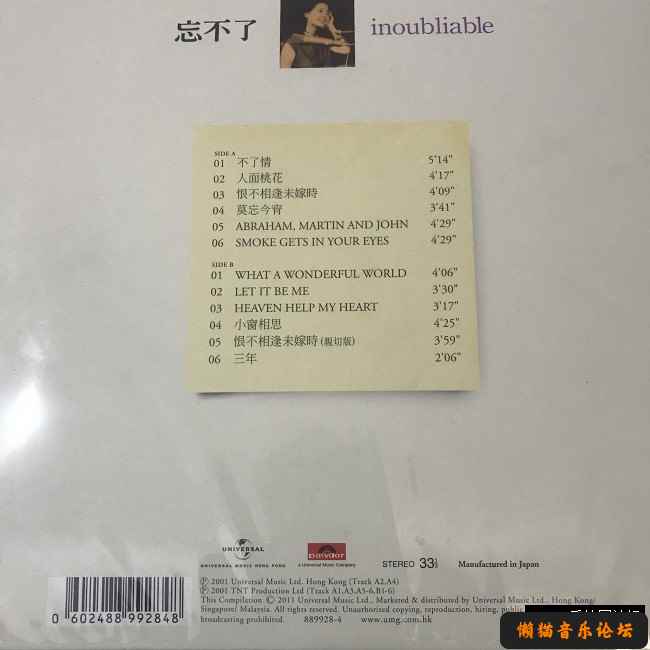 忘不了 inoubliable
SIDE A
01 不了情 5'14"
02 人面桃花 4'17"
03 恨不相逢未嫁時 4'09"
04 莫忘今宵 3'41"
05 ABRAHAM, MARTIN AND JOHN 4'29"
06 SMOKE GETS IN YOUR EYES 4'29"
SIDE B
01 WHAT A WONDERFUL WORLD 4'06"
02 LET IT BE ME 3'30"
03 HEAVEN HELP MY HEART 3'17"
04 小窗相思 4'25"
05 恨不相逢未嫁時 (親切版) 3'59"
06 三年 2'06"
UNIVERSAL
UNIVERSAL MUSIC HONG KONG
polydor
A Universal Music Company
STEREO 33⅓ Manufactured in Japan
℗ 2001 Universal Music Ltd. Hong Kong (Track A2,A4)
℗ 2001 TNT Production Ltd (Track A1,A3,A5-6,B1-6)
This Compilation © 2013 Universal Music Ltd., Marketed & distributed by Universal Music Ltd., Hong Kong/
Singapore/ Malaysia. All rights reserved. Unauthorized copying, reproduction, hiring, public
broadcasting prohibited. 889928-4 www.umg.com.hk
0 602488 992848
懒猫音乐论坛